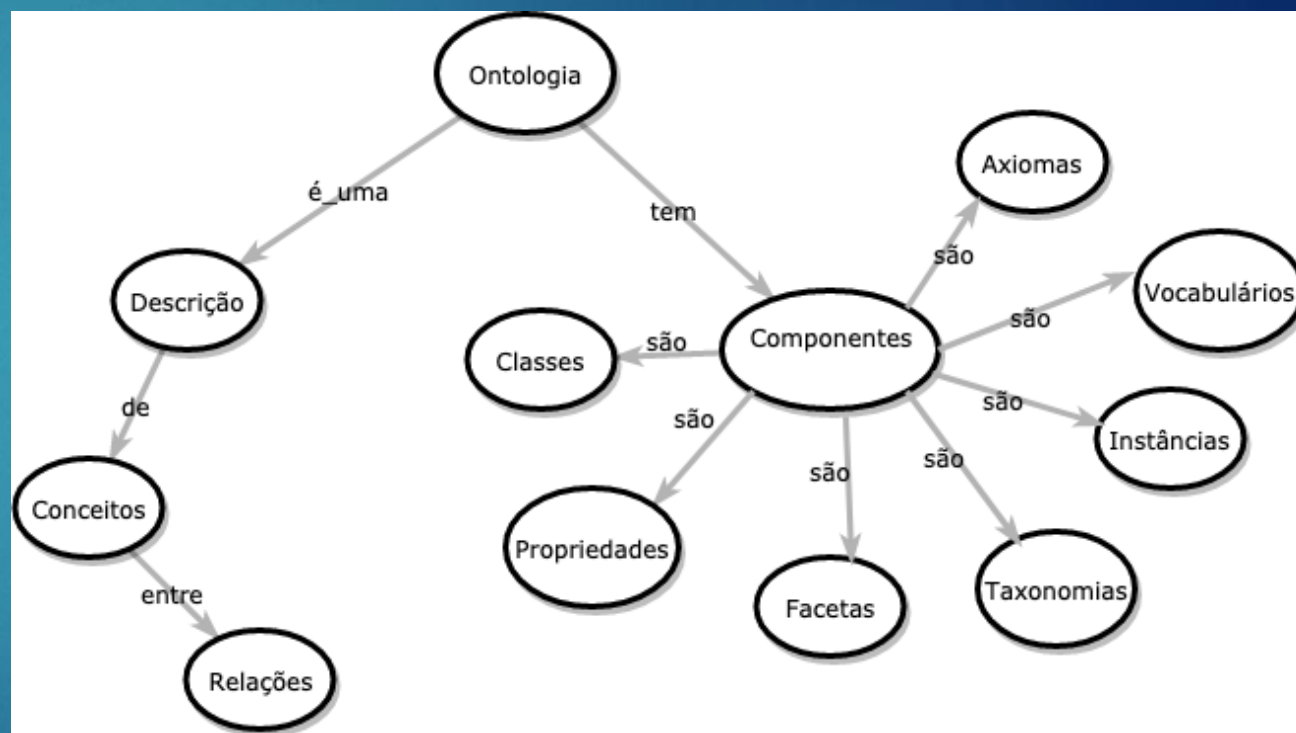 Ontologia
é_uma
tem
Axiomas
são
Vocabulários
são
Descrição
Componentes
Classes
são
são
Instâncias
de
são
são
são
Conceitos
Propriedades
Facetas
Taxonomias
entre
Relações